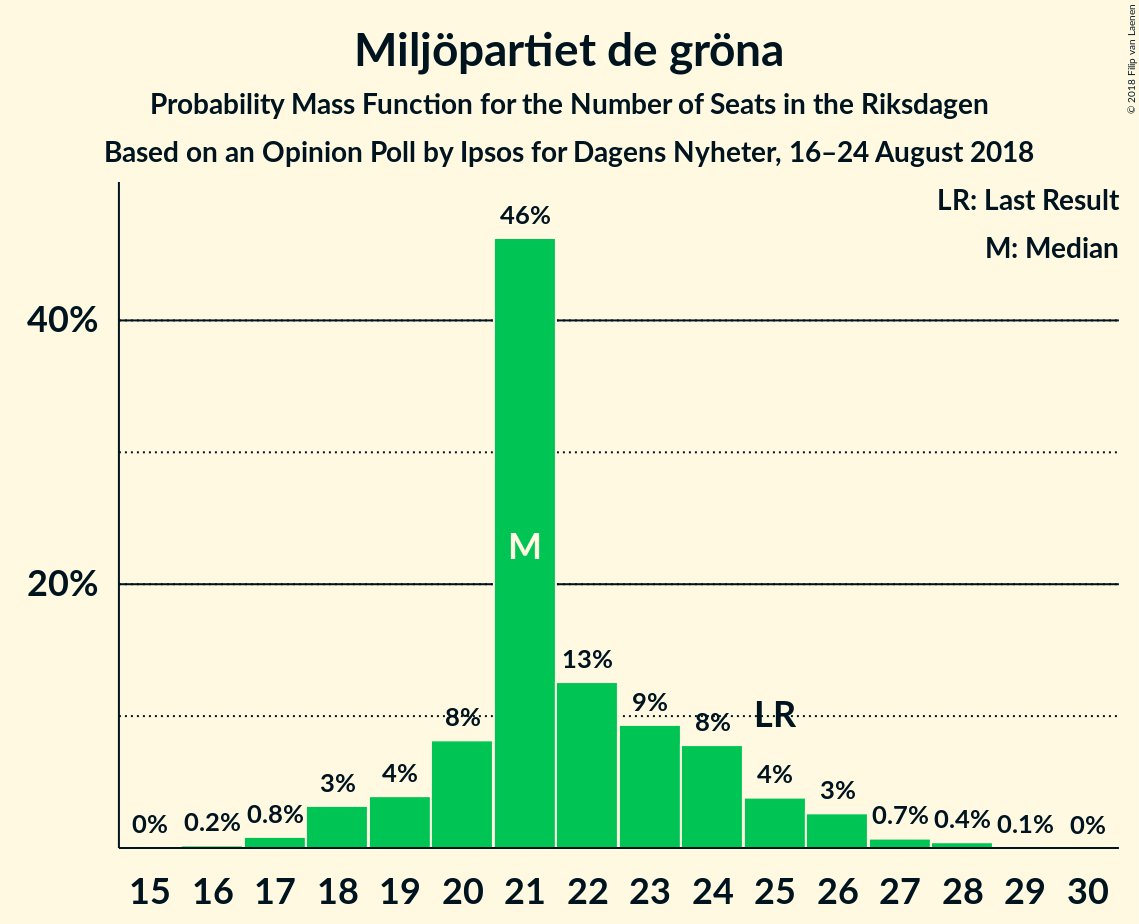 Miljöpartiet de gröna
Probability Mass Function for the Number of Seats in the Riksdagen
Based on an Opinion Poll by Ipsos for Dagens Nyheter, 16–24 August 2018
© 2018 Filip van Laenen
LR: Last Result
M: Median
46%
40%
M
20%
13%
9%
LR
8%
8%
4%
4%
3%
3%
0% 0.2% 0.8% 0.7% 0.4% 0.1% 0%
15 16 17 18 19 20 21 22 23 24 25 26 27 28 29 30